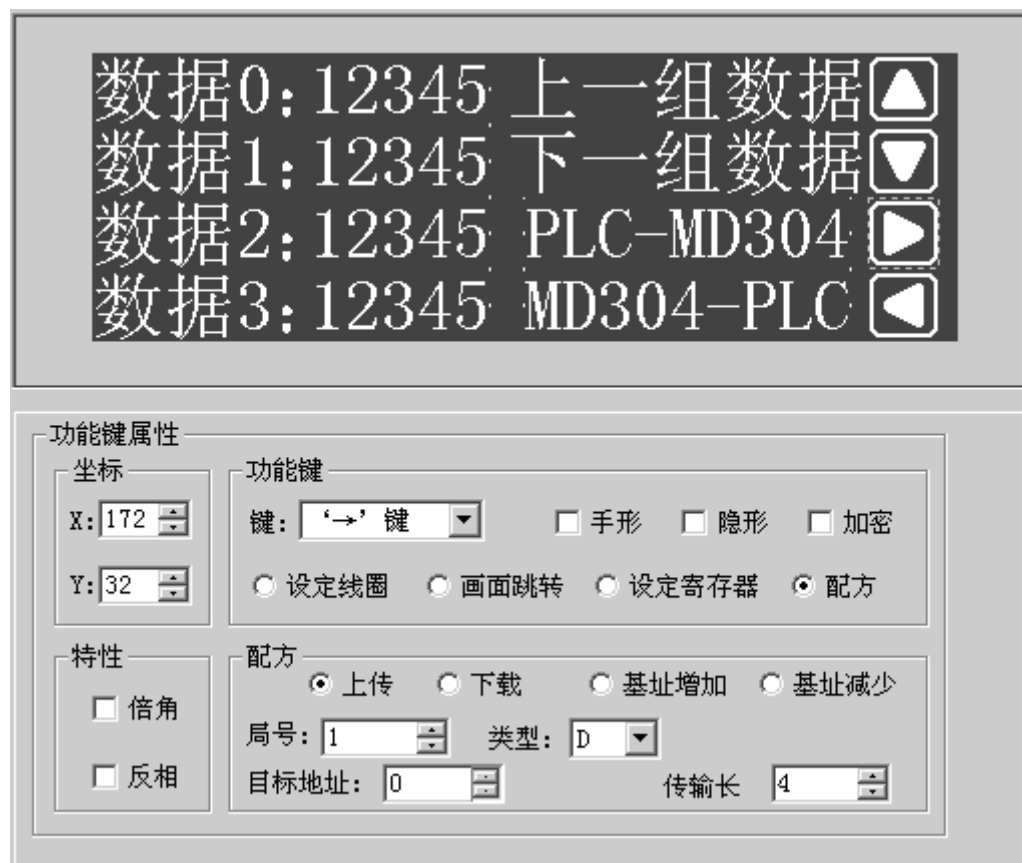 数据0:12345 上一组数据
数据1:12345 下一组数据
数据2:12345 PLC-MD304
数据3:12345 MD304-PLC
功能键属性
坐标
X:172
Y:32
功能键
键: ‘→’ 键
手形 隐形 加密
设定线圈 画面跳转 设定寄存器 配方
特性
倍角
反相
配方
上传 下载 基址增加 基址减少
局号:1 类型: D
目标地址: 0 传输长 4